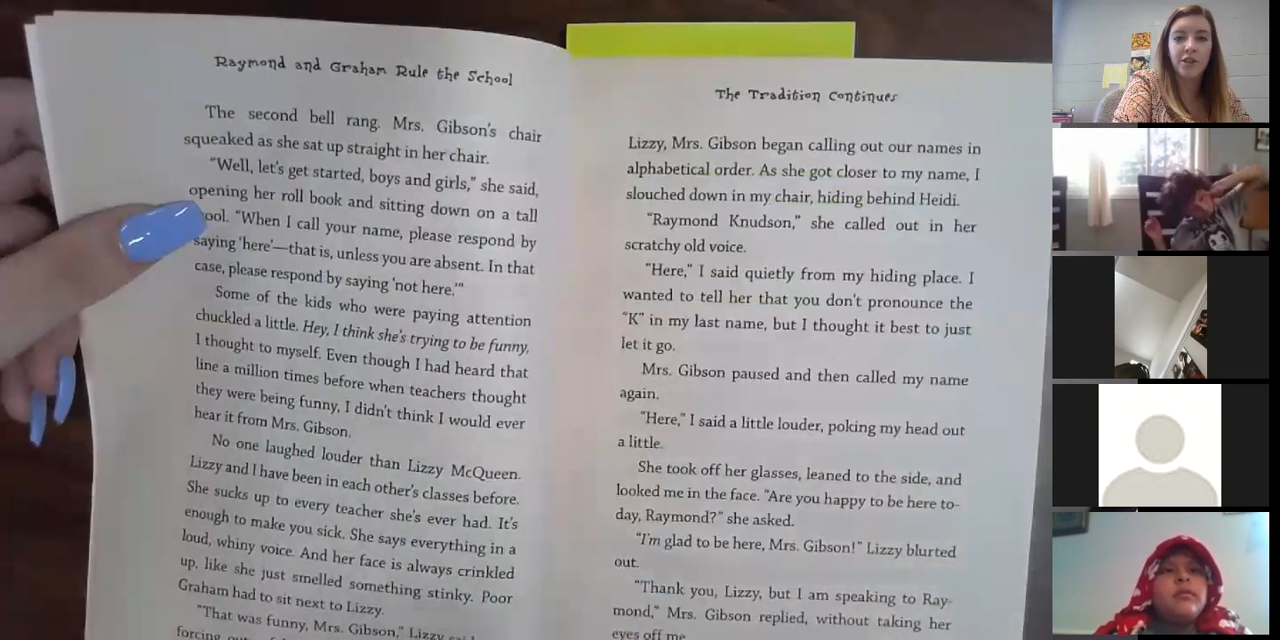 Raymond and Graham Rule the School
The second bell rang. Mrs. Gibson's chair
squeaked as she sat up straight in her chair.
"Well, let's get started, boys and girls," she said,
opening her roll book and sitting down on a tall
ool. "When I call your name, please respond by
saying 'here'—that is, unless you are absent. In that
case, please respond by saying 'not here.'"
Some of the kids who were paying attention
chuckled a little. Hey, I think she's trying to be funny,
I thought to myself. Even though I had heard that
line a million times before when teachers thought
they were being funny, I didn't think I would ever
hear it from Mrs. Gibson.
No one laughed louder than Lizzy McQueen.
Lizzy and I have been in each other's classes before.
She sucks up to every teacher she's ever had. It's
enough to make you sick. She says everything in a
loud, whiny voice. And her face is always crinkled
up, like she just smelled something stinky. Poor
Graham had to sit next to Lizzy.
"That was funny, Mrs. Gibson," Lizzy
forcing
The Tradition Continues
Lizzy, Mrs. Gibson began calling out our names in
alphabetical order. As she got closer to my name, I
slouched down in my chair, hiding behind Heidi.
"Raymond Knudson," she called out in her
scratchy old voice.
"Here," I said quietly from my hiding place. I
wanted to tell her that you don't pronounce the
"K" in my last name, but I thought it best to just
let it go.
Mrs. Gibson paused and then called my name
again.
"Here," I said a little louder, poking my head out
a little.
She took off her glasses, leaned to the side, and
looked me in the face. "Are you happy to be here to-
day, Raymond?" she asked.
"I'm glad to be here, Mrs. Gibson!" Lizzy blurted
out.
"Thank you, Lizzy, but I am speaking to Ray-
mond," Mrs. Gibson replied, without taking her
eyes off me